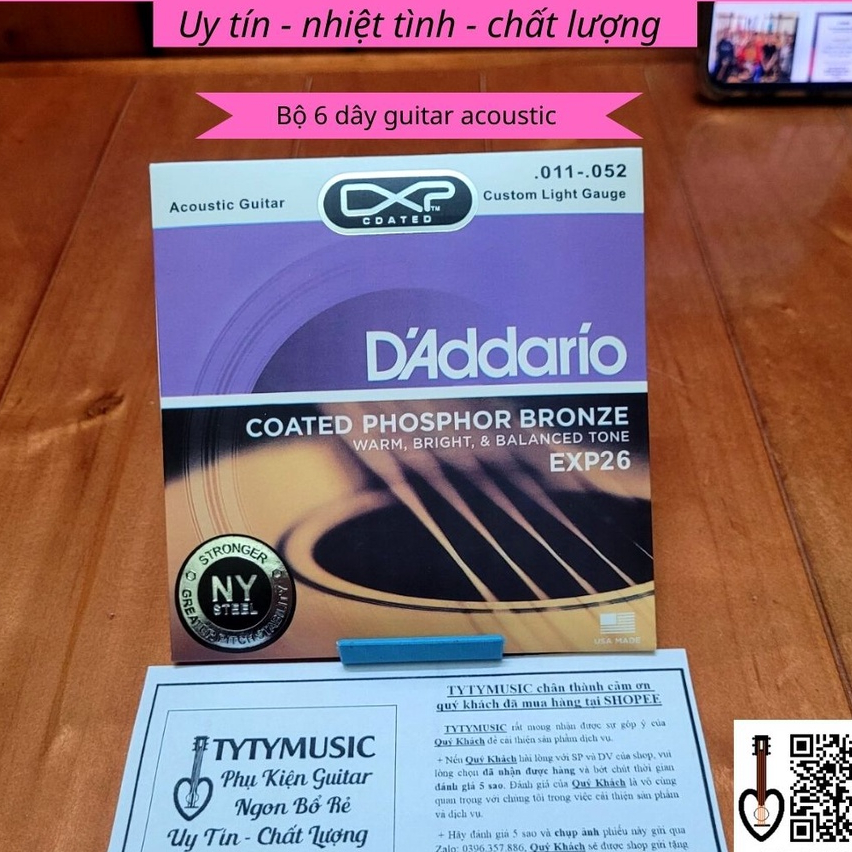 Uy tín - nhiệt tình - chất lượng
Bộ 6 dây guitar acoustic
.011-.052
Acoustic Guitar
EXP™
COATED
Custom Light Gauge
D'Addario
COATED PHOSPHOR BRONZE
WARM, BRIGHT, & BALANCED TONE
EXP26
STRONGER
NY
STEEL
USA MADE
TYTYMUSIC
Phụ Kiện Guitar
Ngon Bổ Rẻ
Uy Tín - Chất Lượng
TYTYMUSIC chân thành cảm ơn
quý khách đã mua hàng tại SHOPEE
TYTYMUSIC rất mong nhận được sự góp ý của
Quý Khách để cải thiện sản phẩm dịch vụ.
+ Nếu Quý Khách hài lòng với SP và DV của shop, vui
lòng chọn đã nhận được hàng và bớt chút thời gian
đánh giá 5 sao. Đánh giá của Quý Khách là vô cùng
quan trọng với chúng tôi trong việc cải thiện sản phẩm
và dịch vụ.
+ Hãy đánh giá 5 sao và chụp ảnh phiếu này gửi qua
Zalo: 0396.357.886, Quý Khách sẽ được shop gửi tặng